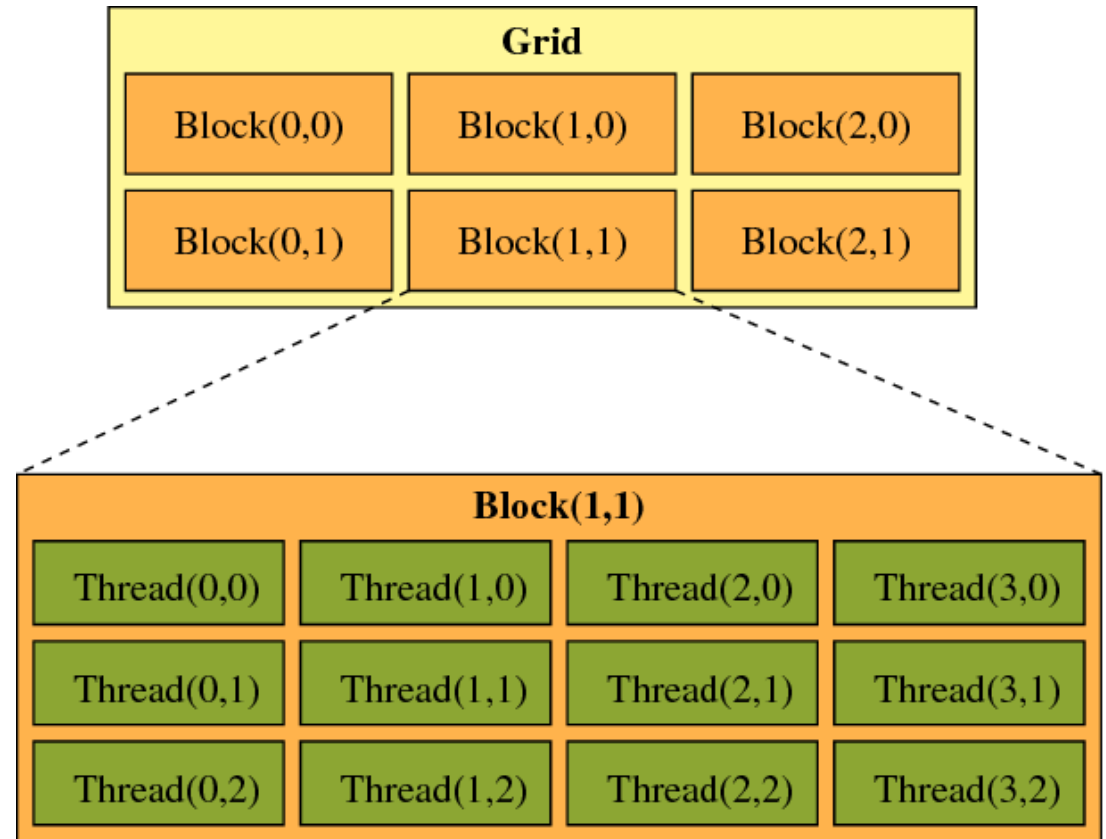 Grid
Block(0,0) Block(1,0) Block(2,0)
Block(0,1) Block(1,1) Block(2,1)
Block(1,1)
Thread(0,0) Thread(1,0) Thread(2,0) Thread(3,0)
Thread(0,1) Thread(1,1) Thread(2,1) Thread(3,1)
Thread(0,2) Thread(1,2) Thread(2,2) Thread(3,2)